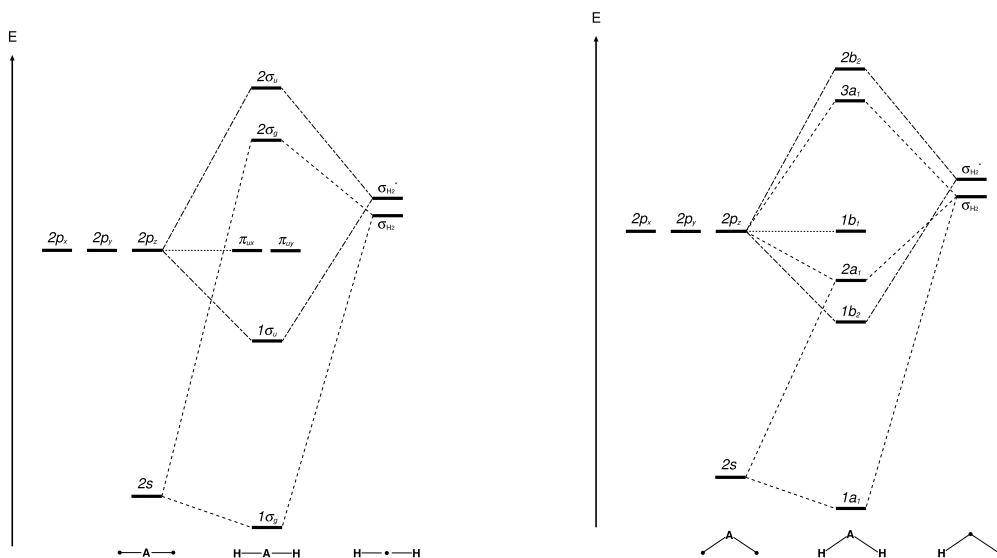 E
2σu
2σg
σH2*
σH2
2px 2py 2pz πux πuy
1σu
2s
1σg
A H A H H H
E
2b2
3a1
σH2*
σH2
2px 2py 2pz 1b1
2a1
1b2
2s
1a1
A A
H H H